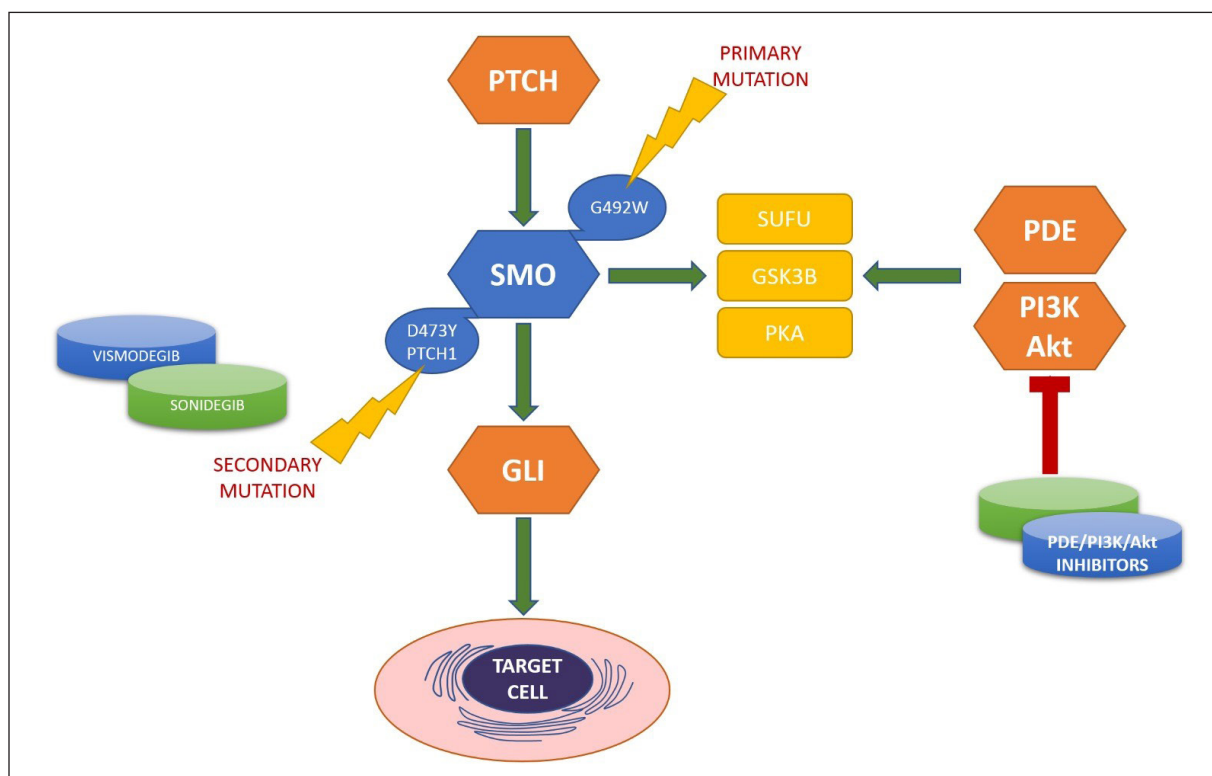 PTCH
PRIMARY
MUTATION
G492W
SMO
SUFU
GSK3B
PKA
PDE
PI3K
Akt
D473Y
PTCH1
VISMODEGIB
SONIDEGIB
SECONDARY
MUTATION
GLI
PDE/PI3K/Akt
INHIBITORS
TARGET
CELL